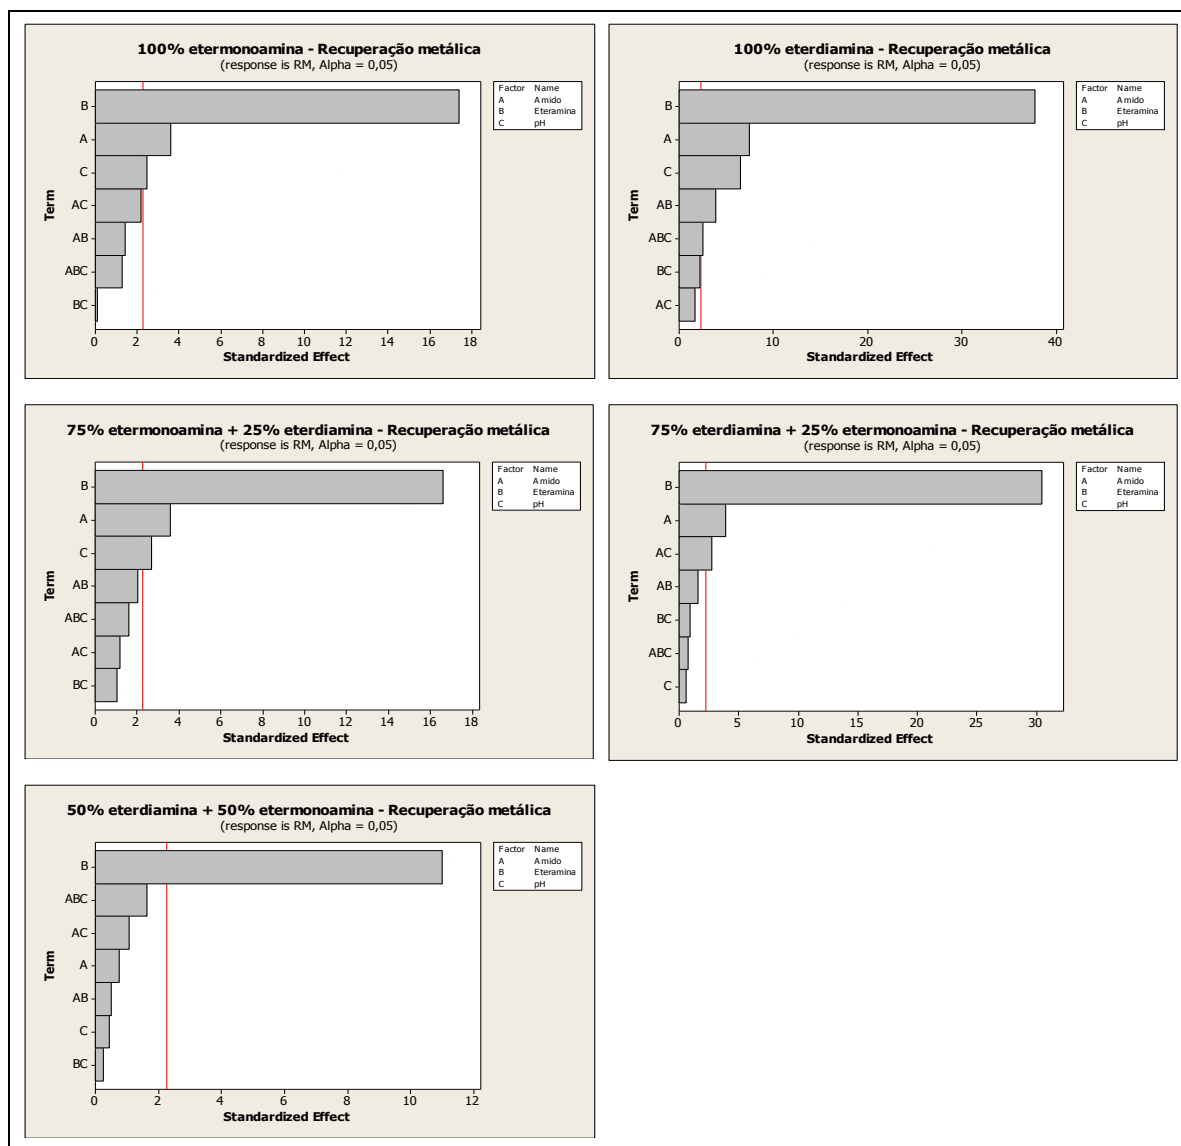 100% etermonoamina - Recuperação metálica
(response is RM, Alpha = 0,05)
Factor Name
A Amido
B Eteramina
C pH
Term
B
A
C
AC
AB
ABC
BC
0 2 4 6 8 10 12 14 16 18
Standardized Effect
100% eterdiamina - Recuperação metálica
(response is RM, Alpha = 0,05)
Factor Name
A Amido
B Eteramina
C pH
Term
B
A
C
AB
ABC
BC
AC
0 10 20 30 40
Standardized Effect
75% etermonoamina + 25% eterdiamina - Recuperação metálica
(response is RM, Alpha = 0,05)
Factor Name
A Amido
B Eteramina
C pH
Term
B
A
C
AB
ABC
AC
BC
0 2 4 6 8 10 12 14 16 18
Standardized Effect
75% eterdiamina + 25% etermonoamina - Recuperação metálica
(response is RM, Alpha = 0,05)
Factor Name
A Amido
B Eteramina
C pH
Term
B
A
AC
AB
BC
ABC
C
0 5 10 15 20 25 30
Standardized Effect
50% eterdiamina + 50% etermonoamina - Recuperação metálica
(response is RM, Alpha = 0,05)
Factor Name
A Amido
B Eteramina
C pH
Term
B
ABC
AC
A
AB
C
BC
0 2 4 6 8 10 12
Standardized Effect